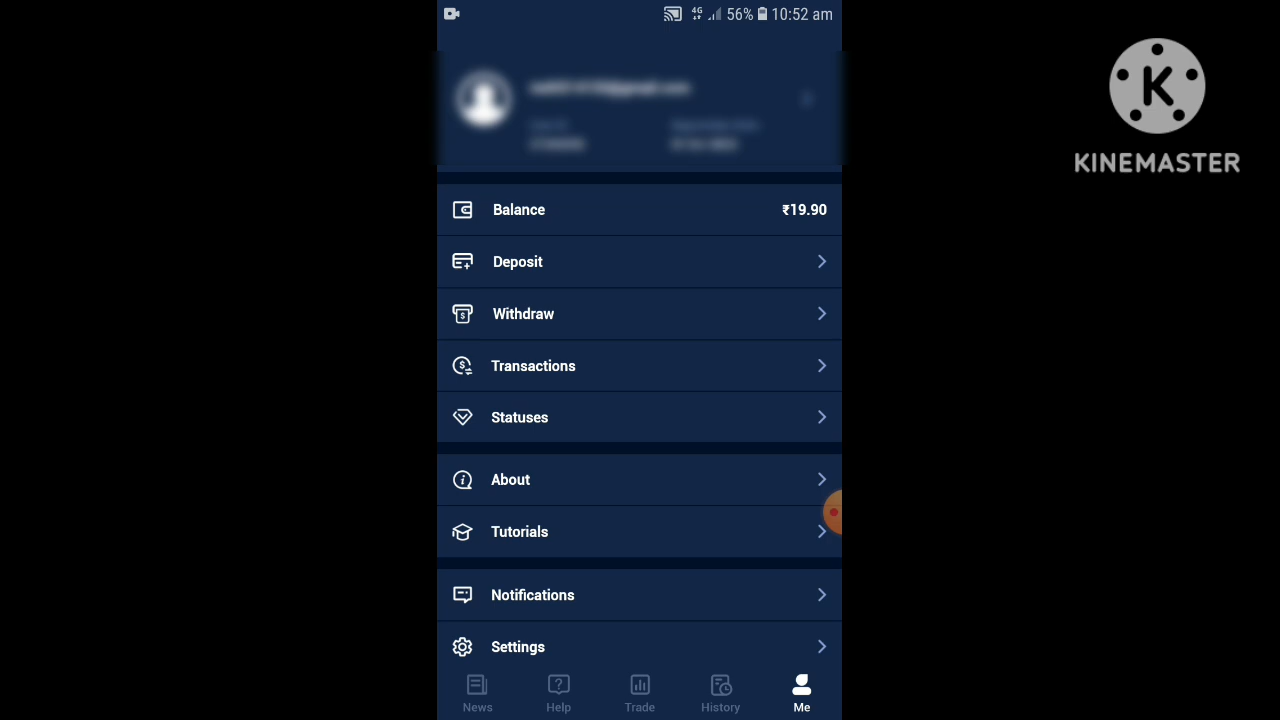 4G 56% 10:52 am
K
KINEMASTER
Balance ₹19.90
Deposit
Withdraw
Transactions
Statuses
About
Tutorials
Notifications
Settings
News Help Trade History Me